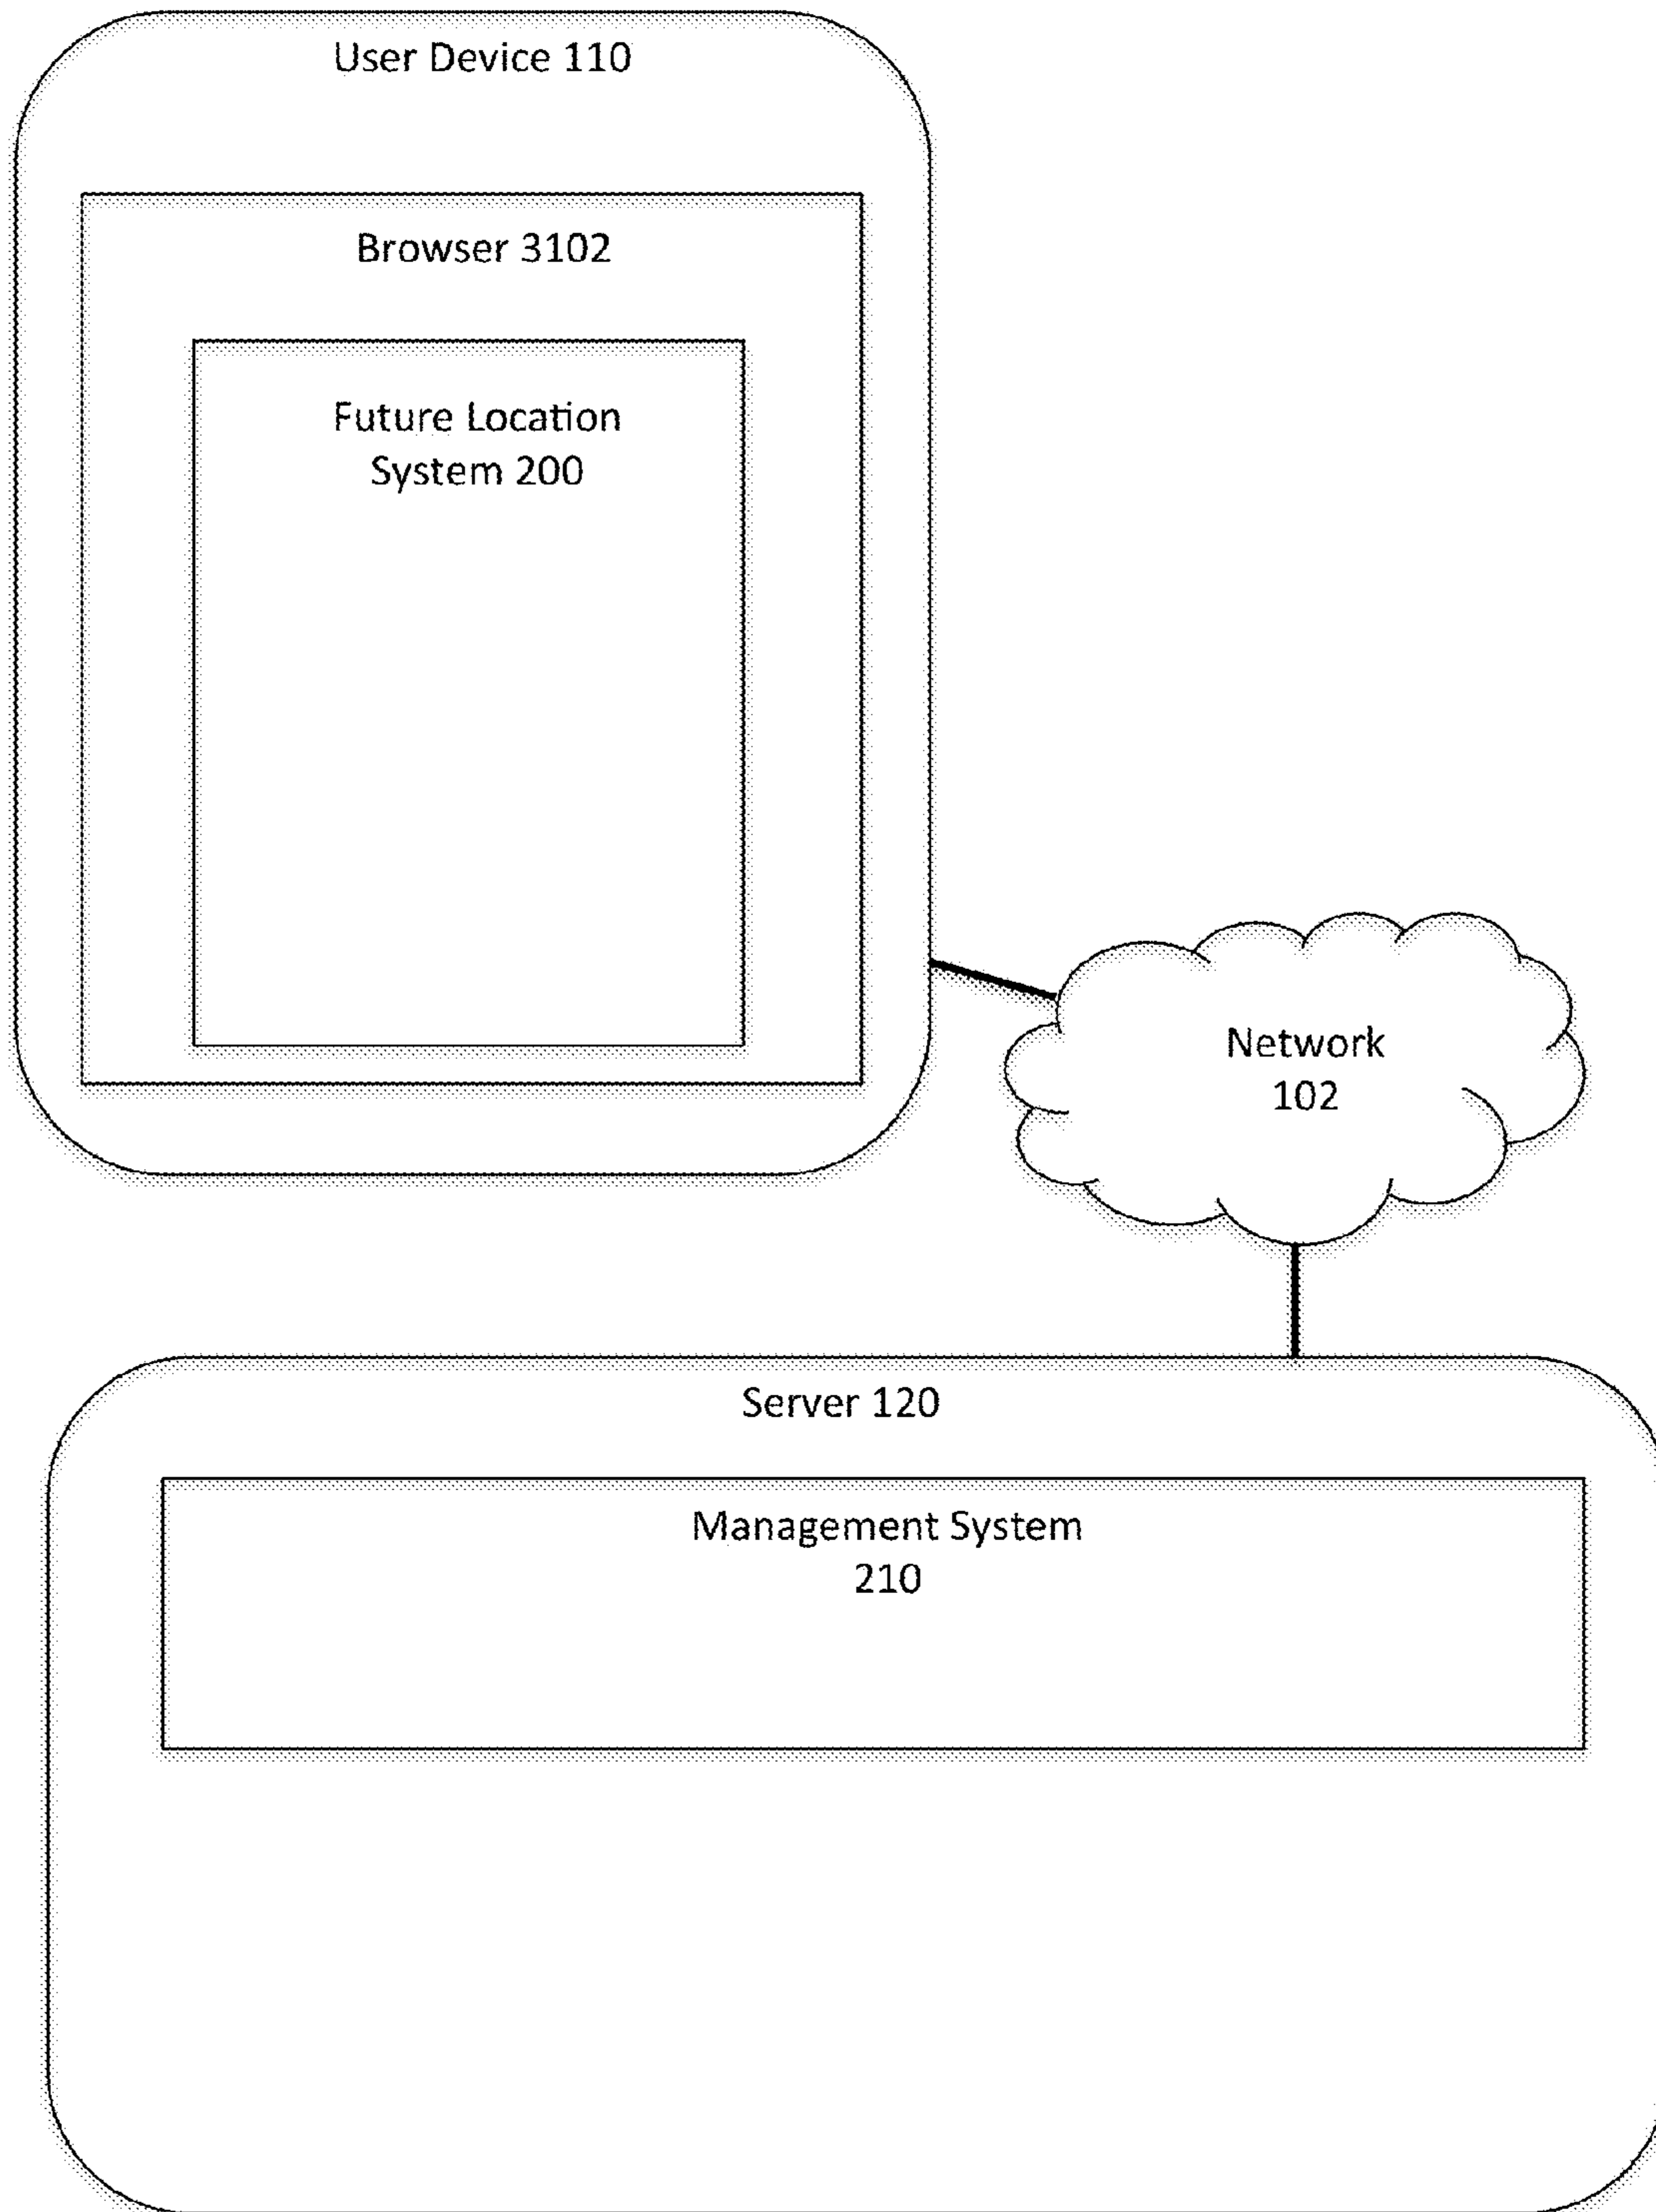 User Device 110
Browser 3102
Future Location
System 200
Network
102
Server 120
Management System
210